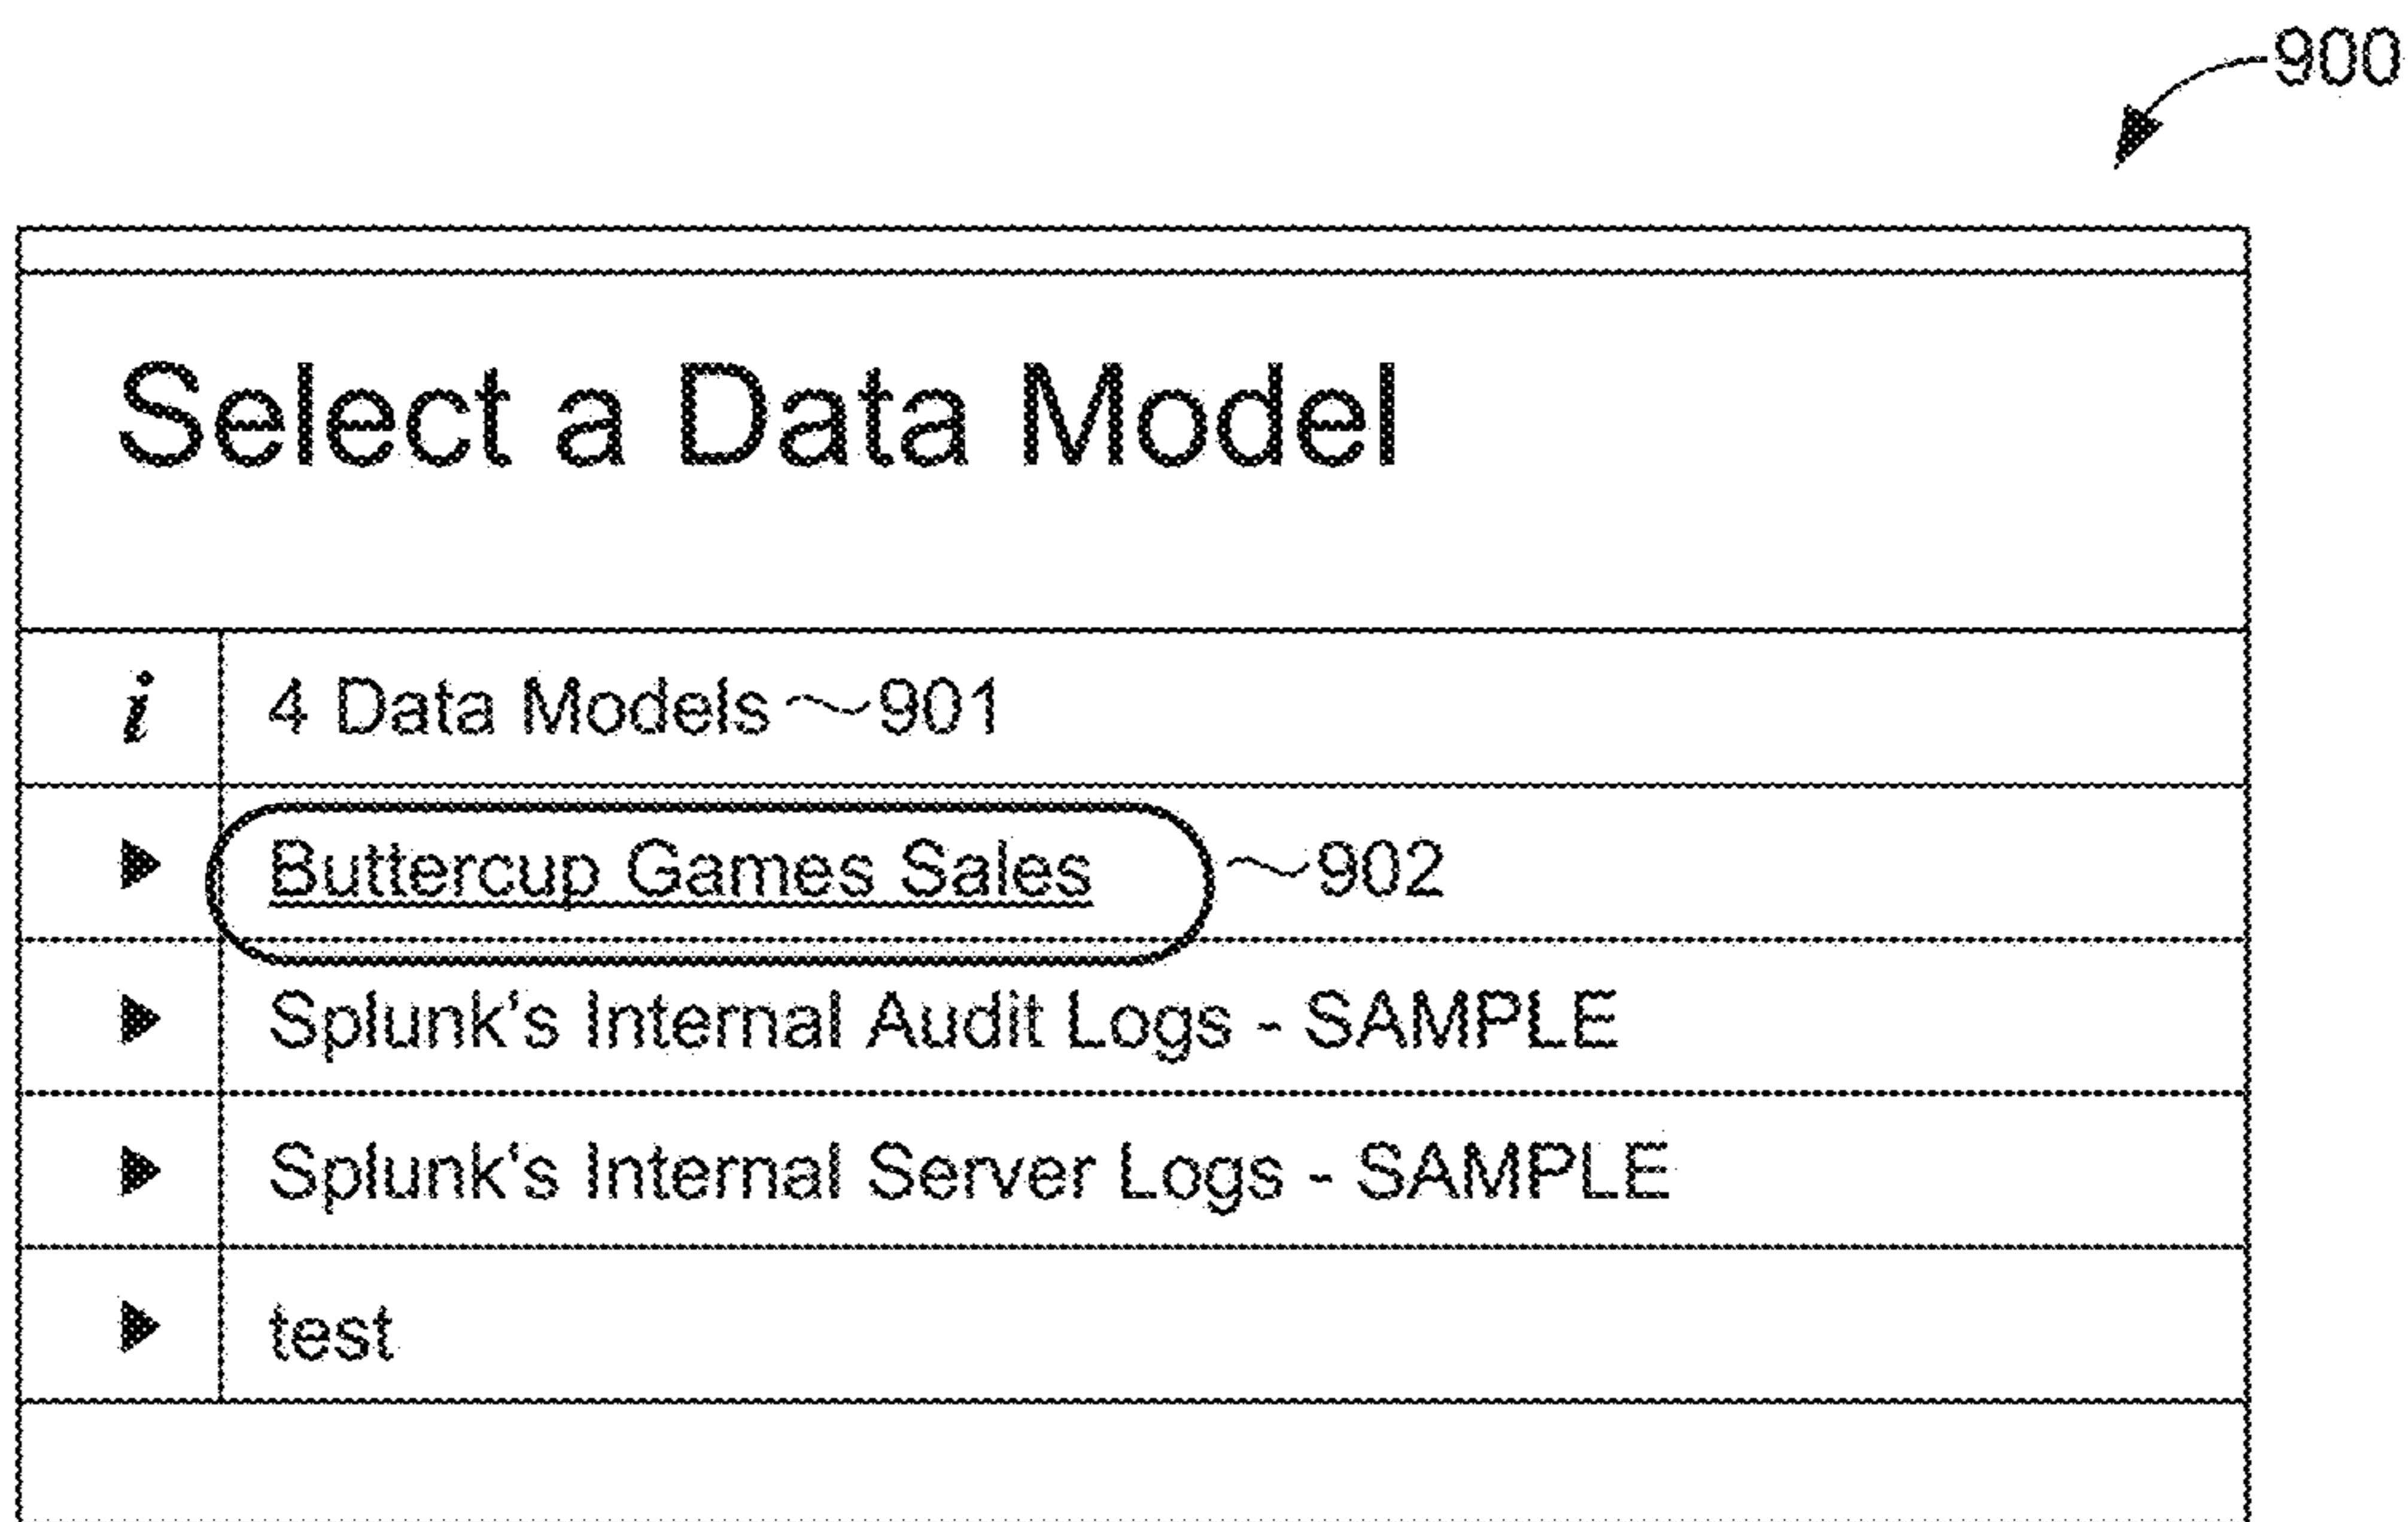 900
Select a Data Model
i 4 Data Models 901
Buttercup Games Sales 902
Splunk's Internal Audit Logs - SAMPLE
Splunk's Internal Server Logs - SAMPLE
test